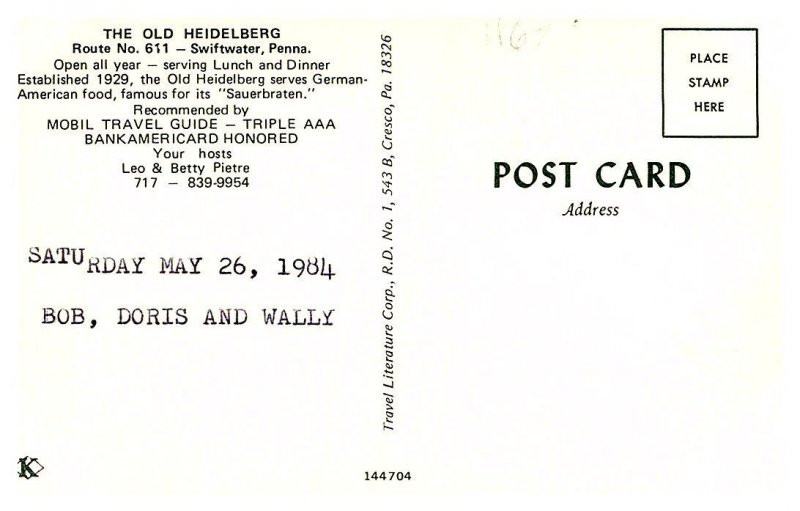 THE OLD HEIDELBERG
Route No. 611 — Swiftwater, Penna.
Open all year — serving Lunch and Dinner
Established 1929, the Old Heidelberg serves German-
American food, famous for its "Sauerbraten."
Recommended by
MOBIL TRAVEL GUIDE — TRIPLE AAA
BANKAMERICARD HONORED
Your hosts
Leo & Betty Pietre
717 — 839-9954
SATURDAY MAY 26, 1984
BOB, DORIS AND WALLY
K
Travel Literature Corp., R.D. No. 1, 543 B, Cresco, Pa. 18326
144704
PLACE
STAMP
HERE
POST CARD
Address